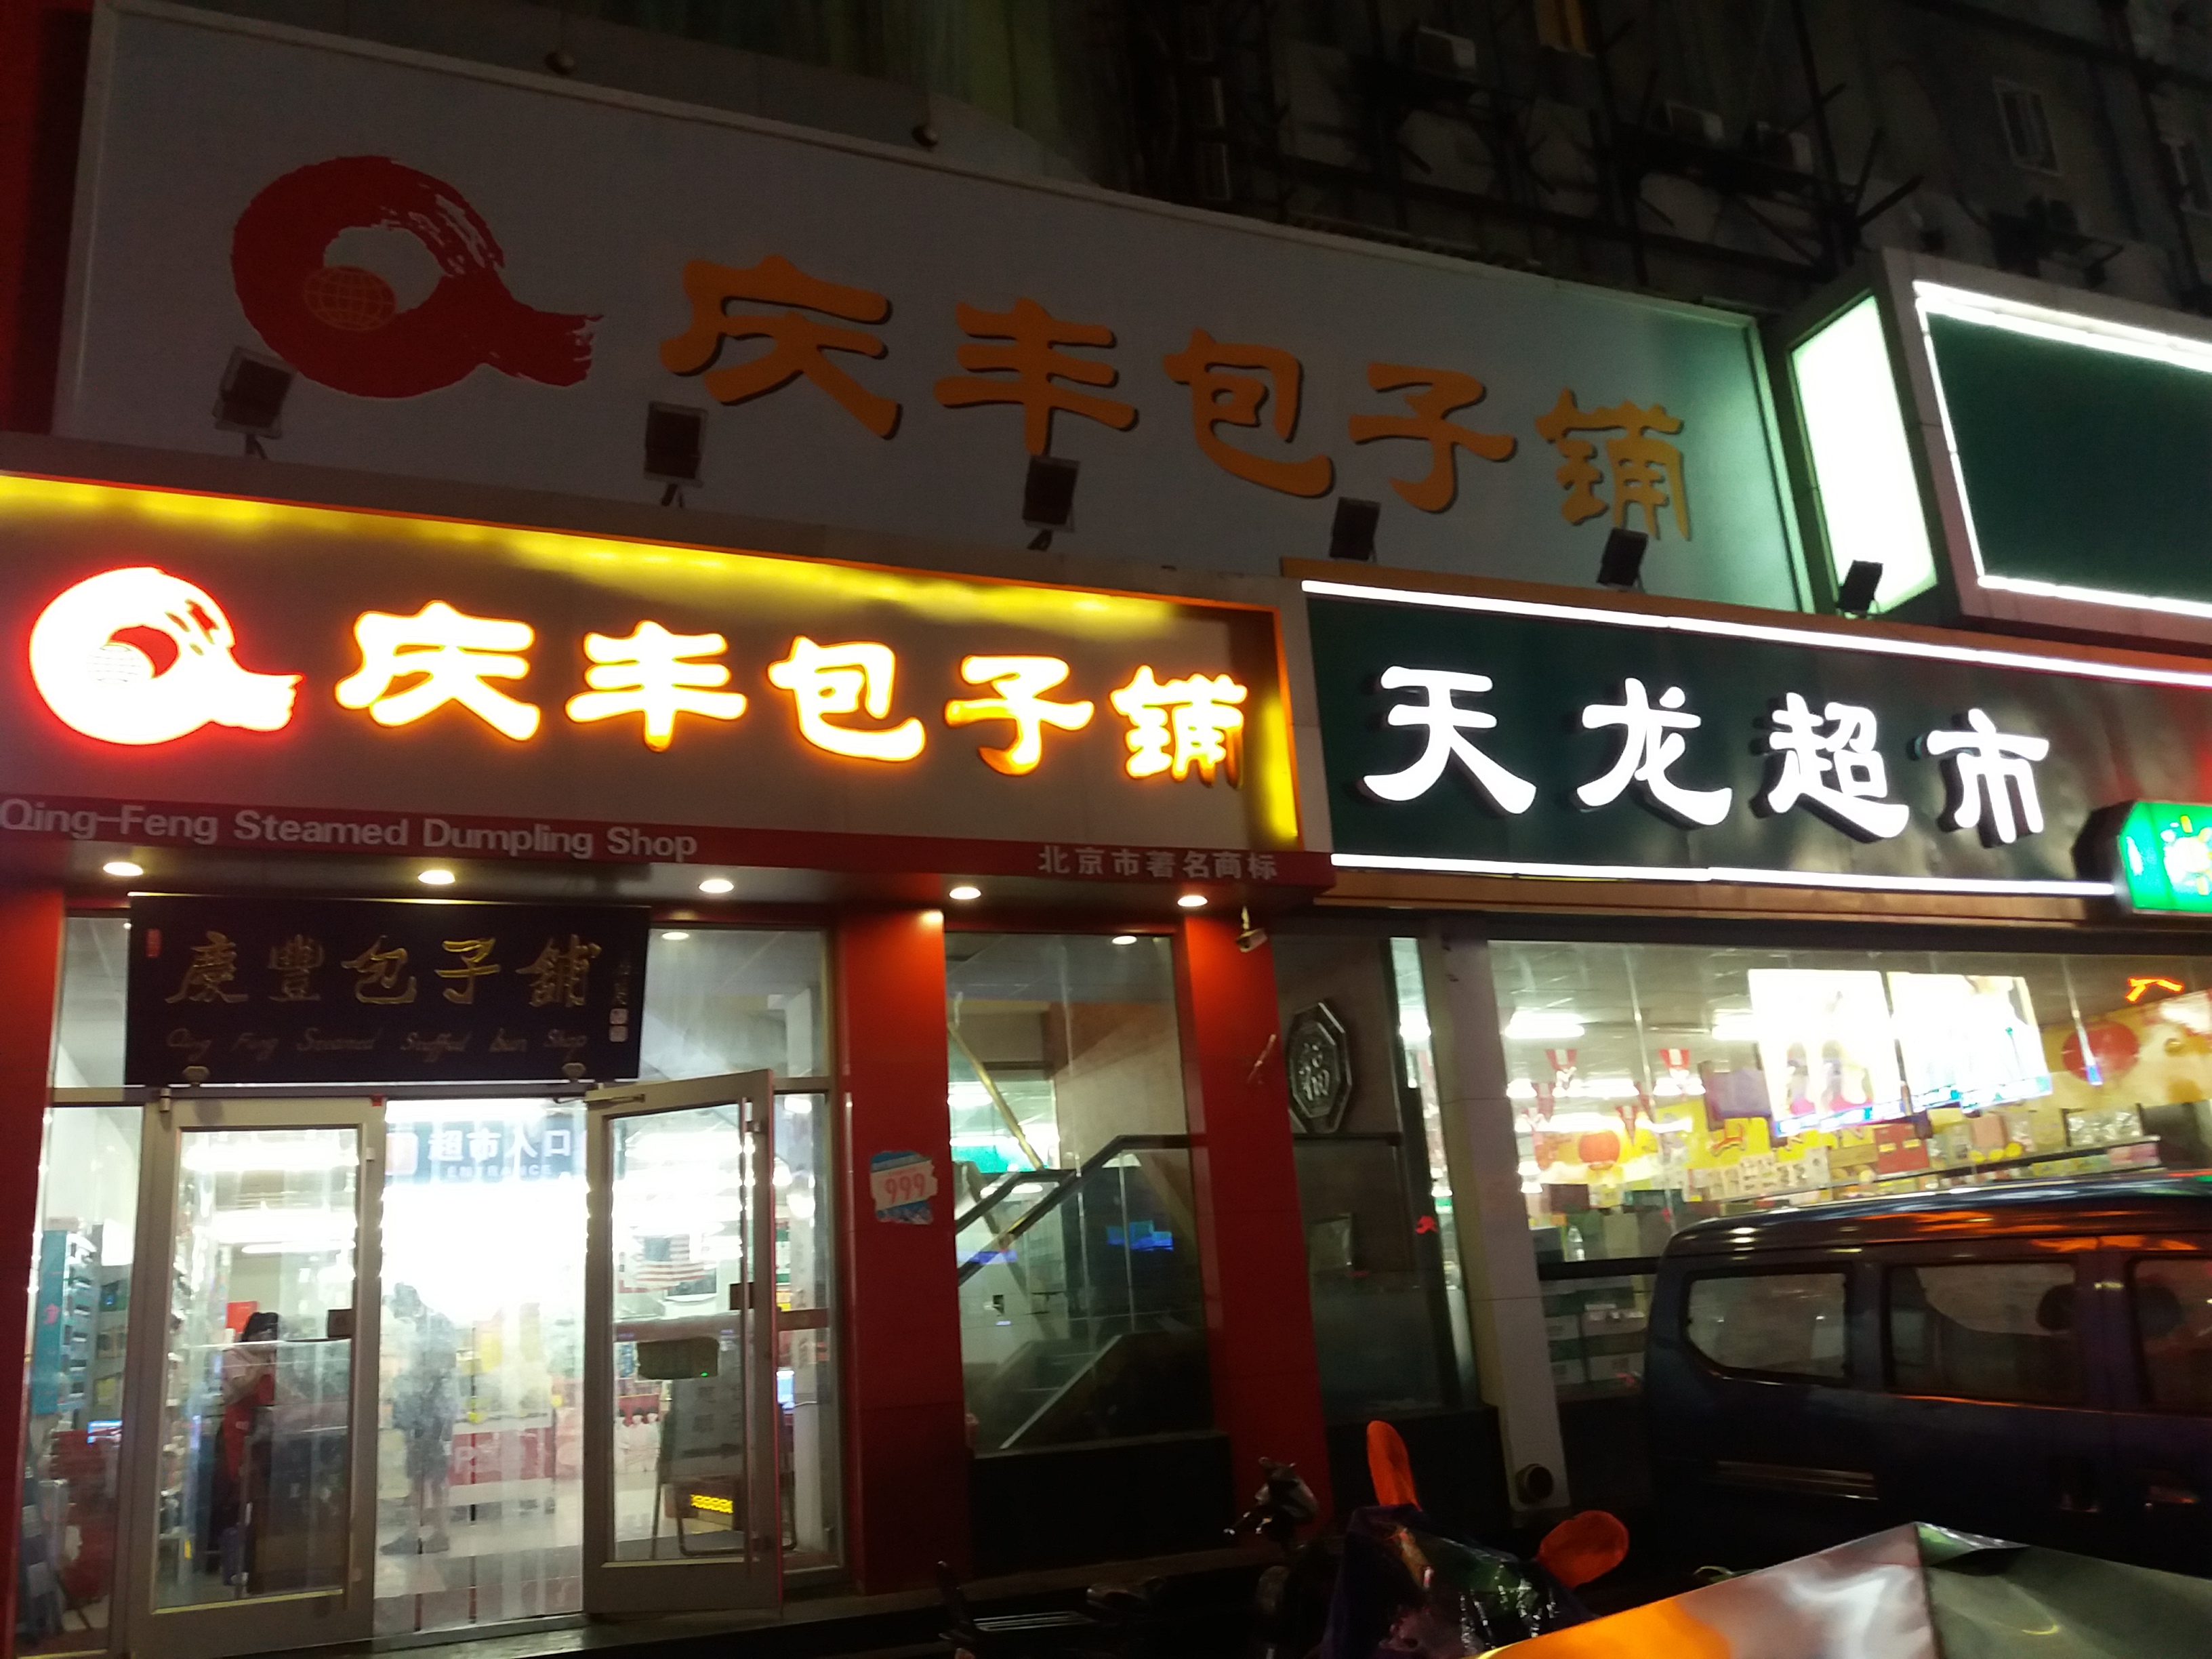 庆丰包子铺
庆丰包子铺
天龙超市
Qing-Feng Steamed Dumpling Shop
北京市著名商标
慶豐包子鋪
Qing Feng Steamed Stuffed bun Shop
福
超市入口
ENTRANCE
999